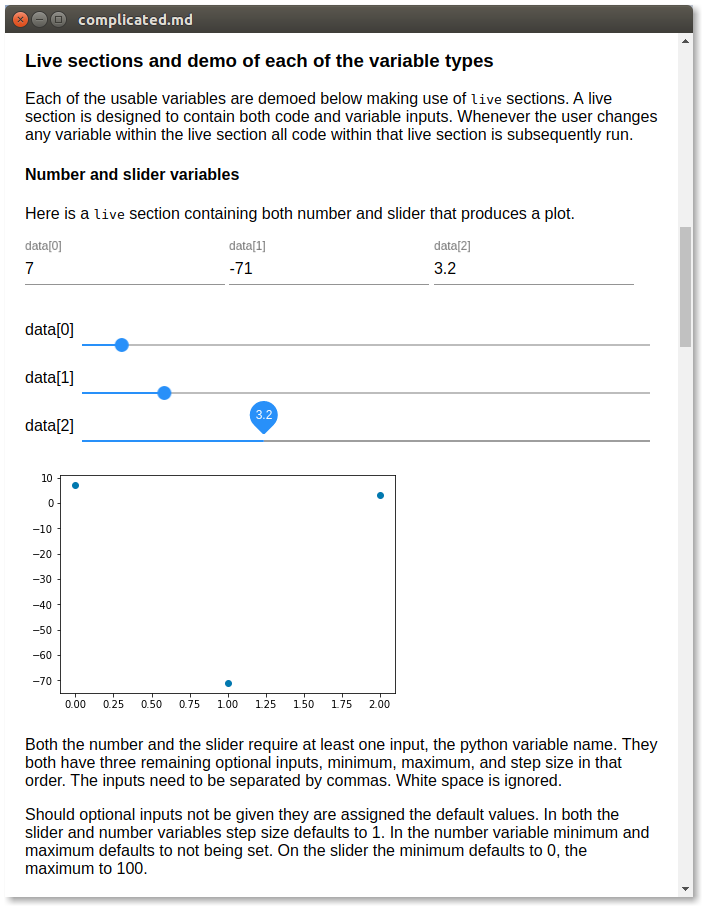 complicated.md
Live sections and demo of each of the variable types
Each of the usable variables are demoed below making use of live sections. A live
section is designed to contain both code and variable inputs. Whenever the user changes
any variable within the live section all code within that live section is subsequently run.
Number and slider variables
Here is a live section containing both number and slider that produces a plot.
data[0] data[1] data[2]
7 -71 3.2
data[0]
data[1]
3.2
data[2]
10
0
−10
−20
−30
−40
−50
−60
−70
0.00 0.25 0.50 0.75 1.00 1.25 1.50 1.75 2.00
Both the number and the slider require at least one input, the python variable name. They
both have three remaining optional inputs, minimum, maximum, and step size in that
order. The inputs need to be separated by commas. White space is ignored.
Should optional inputs not be given they are assigned the default values. In both the
slider and number variables step size defaults to 1. In the number variable minimum and
maximum defaults to not being set. On the slider the minimum defaults to 0, the
maximum to 100.